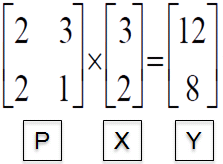 [2 3] × [3] = [12]
[2 1] [2] [8]
P X Y